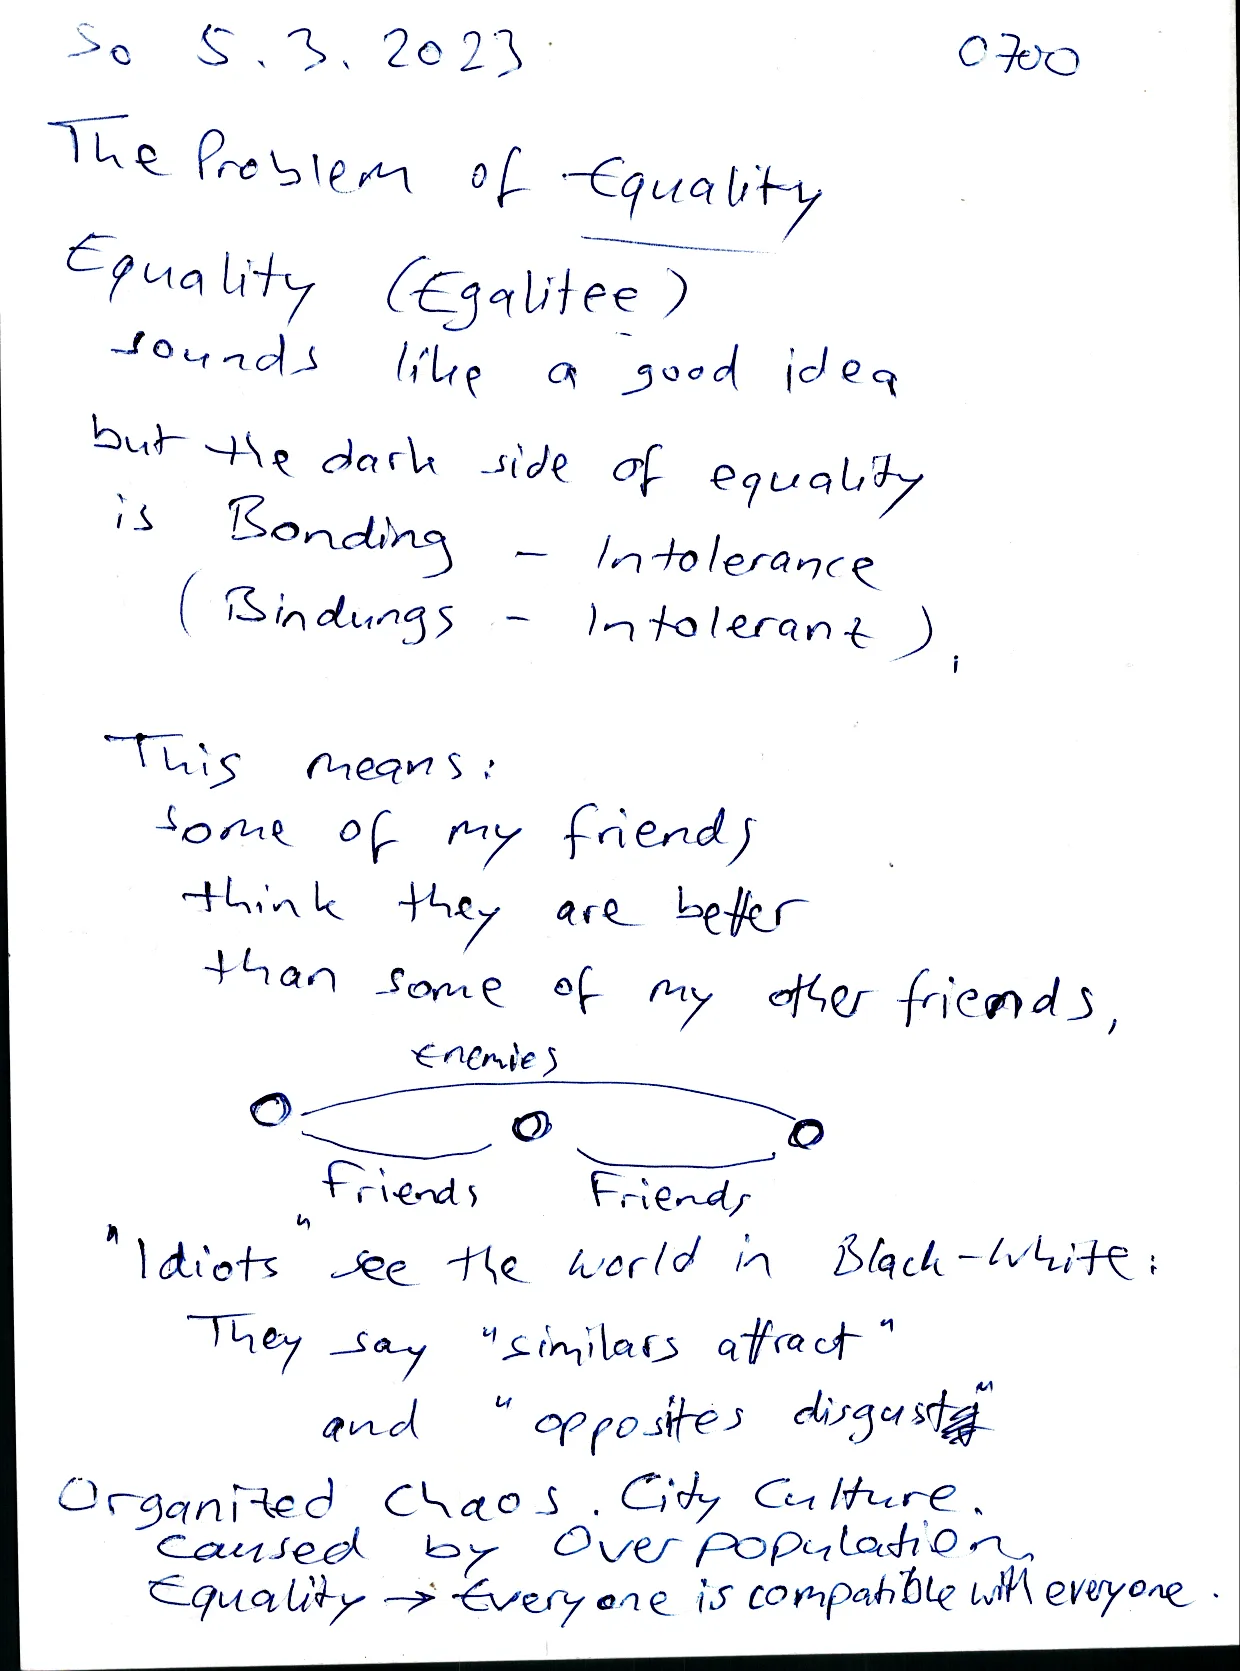 So 5.3.2023 0700
The Problem of Equality
Equality (Egalitee)
sounds like a good idea
but the dark side of equality
is Bonding - Intolerance
(Bindungs - Intoleranz),
This means:
some of my friends
think they are better
than some of my other friends,
Enemies
Friends Friends
"Idiots" see the world in Black-White:
They say "similars attract"
and "opposites disgust"
Organized Chaos. City Culture.
Caused by Overpopulation
Equality → Everyone is compatible with everyone.